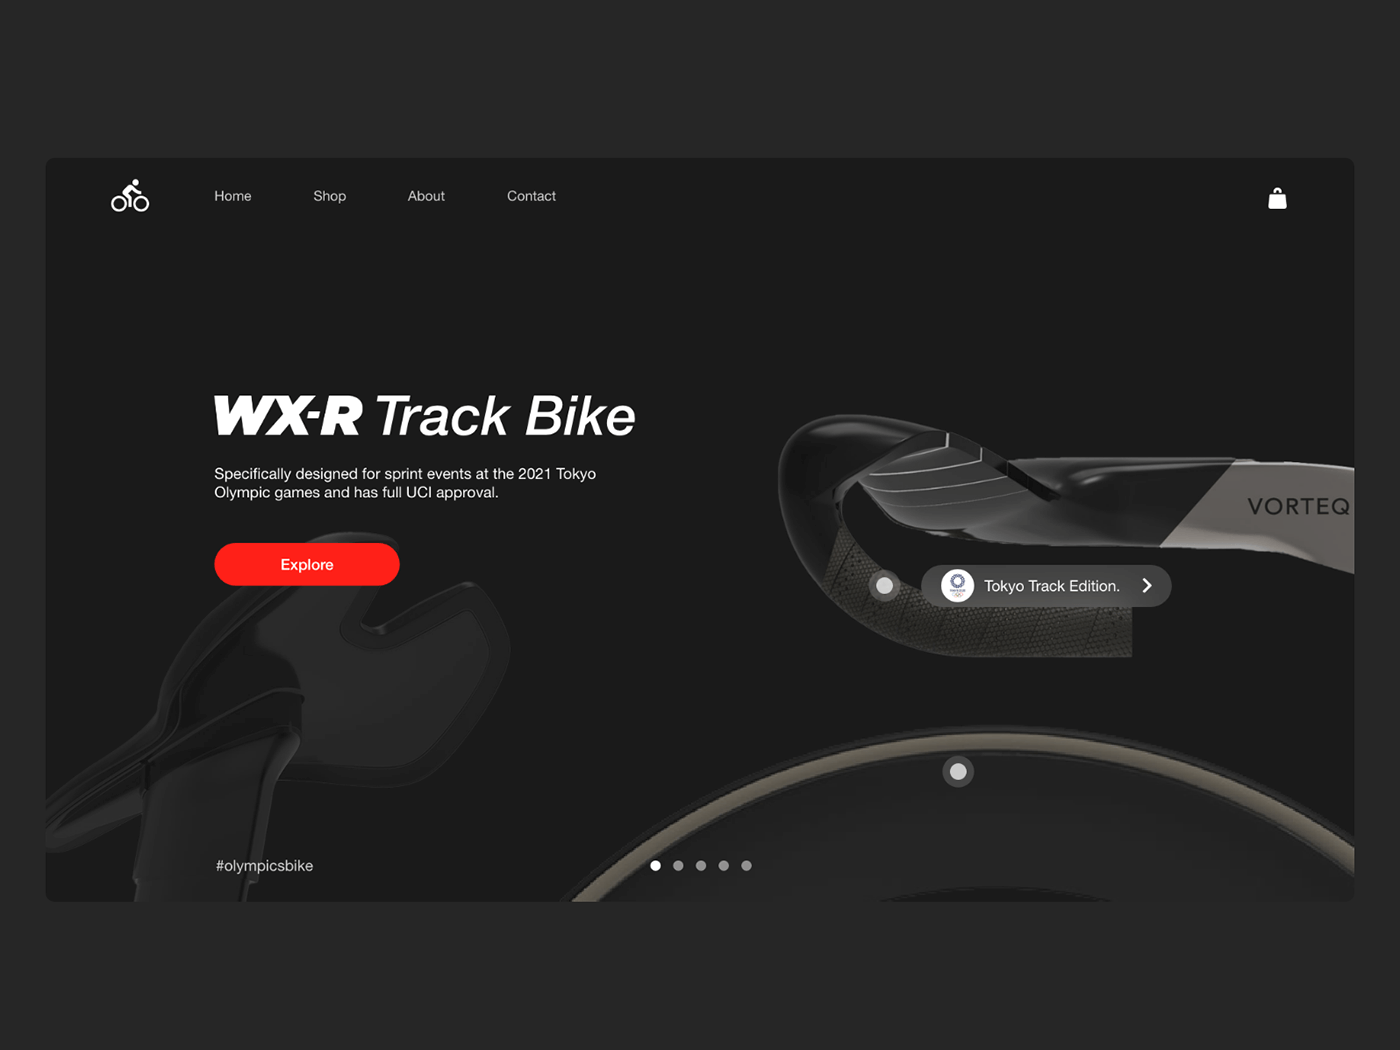 Home
Shop
About
Contact
WX-R Track Bike
Specifically designed for sprint events at the 2021 Tokyo
Olympic games and has full UCI approval.
Explore
VORTEQ
Tokyo Track Edition.
#olympicsbike